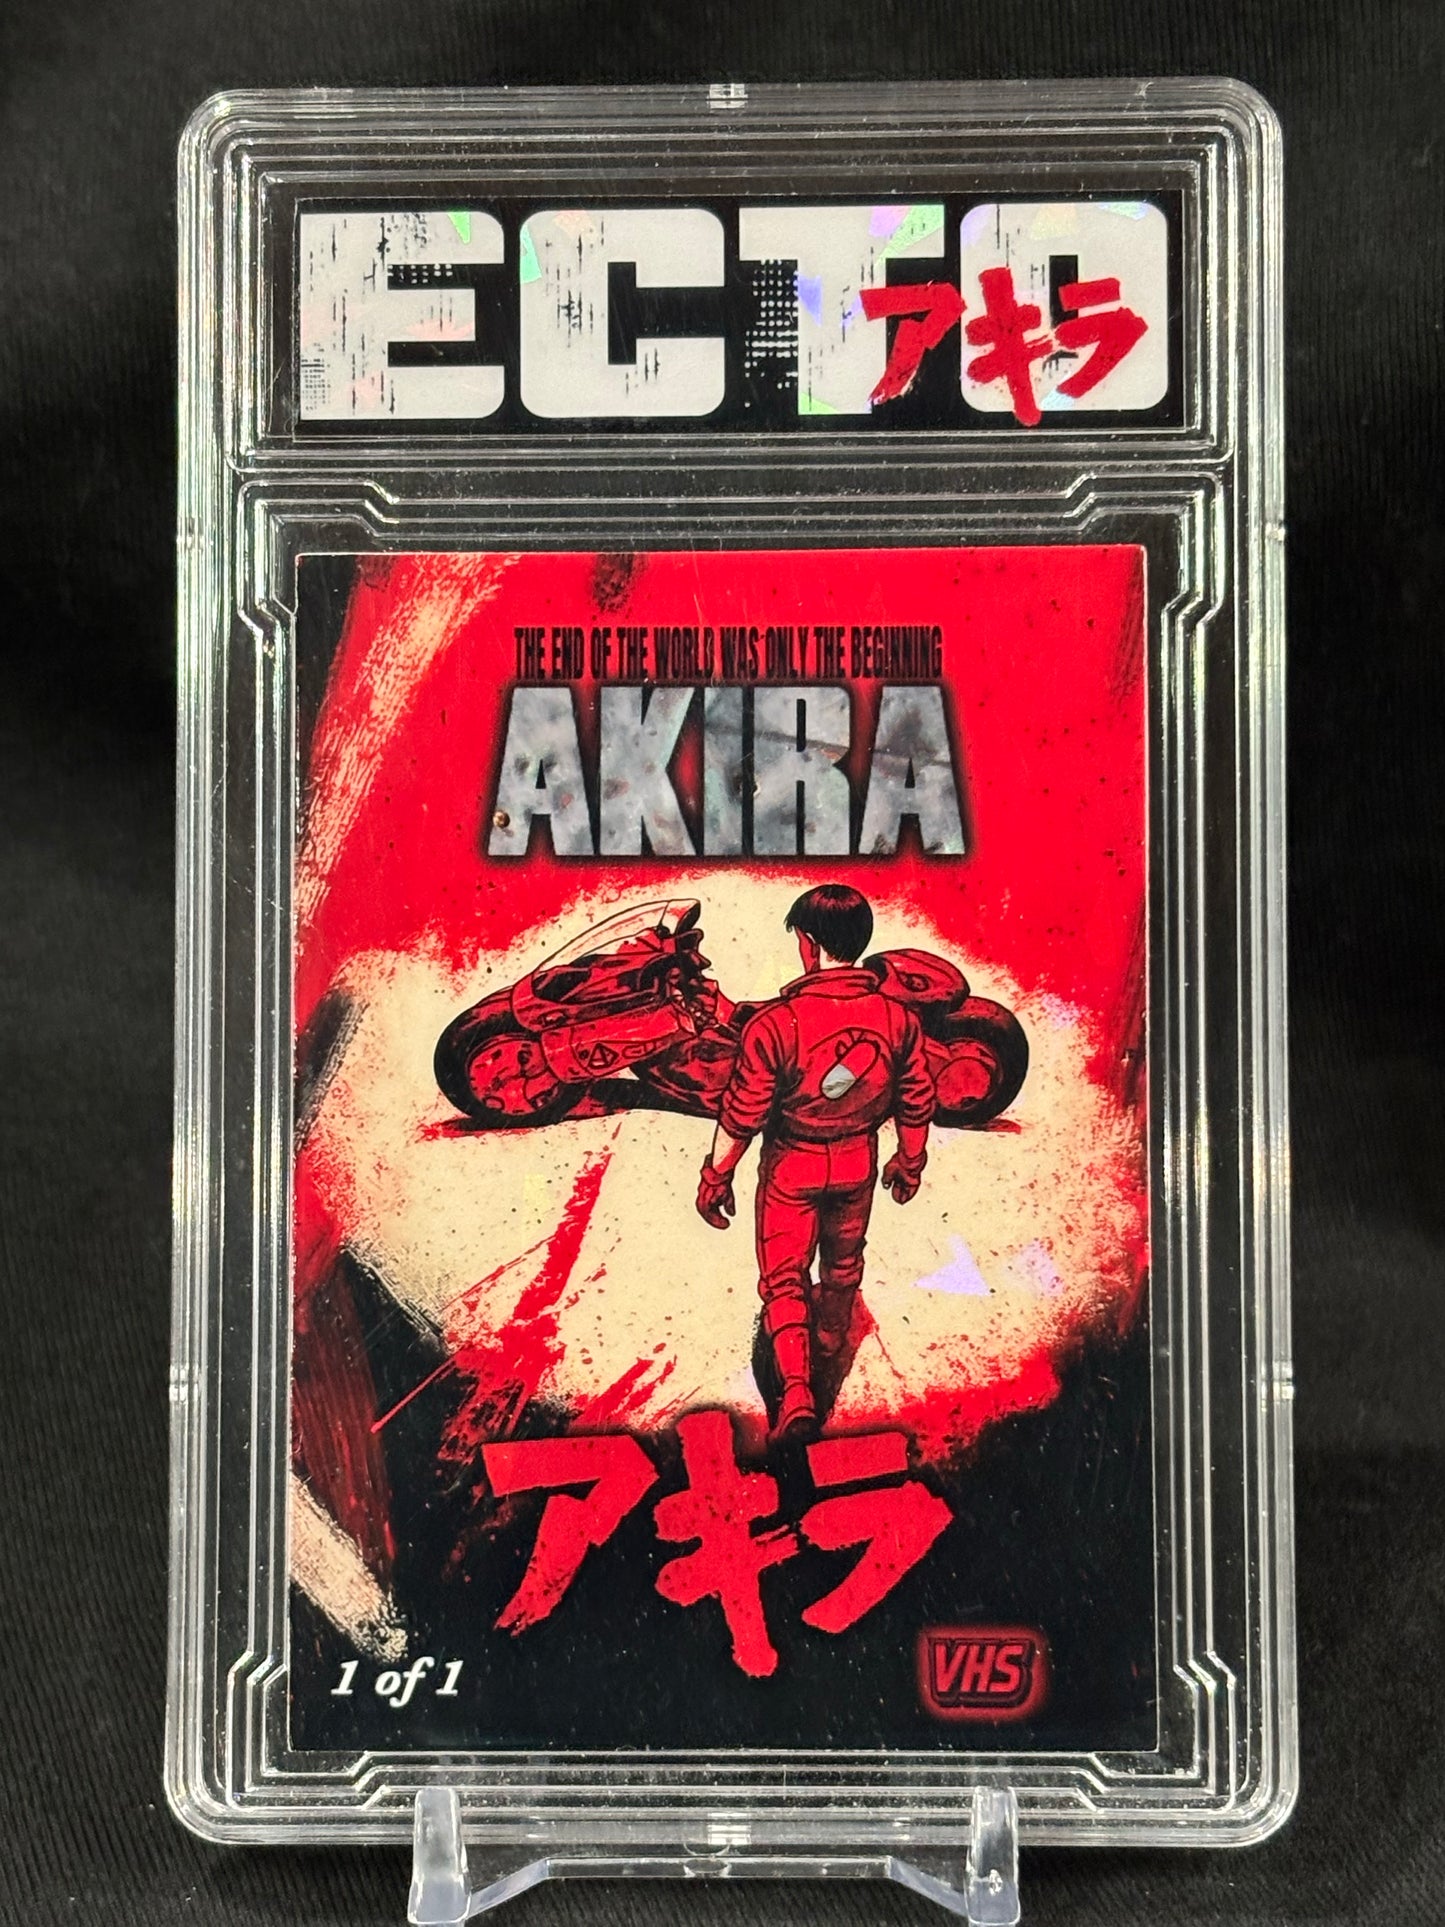 ECTO
アキラ
THE END OF THE WORLD WAS ONLY THE BEGINNING
AKIRA
アキラ
1 of 1
VHS